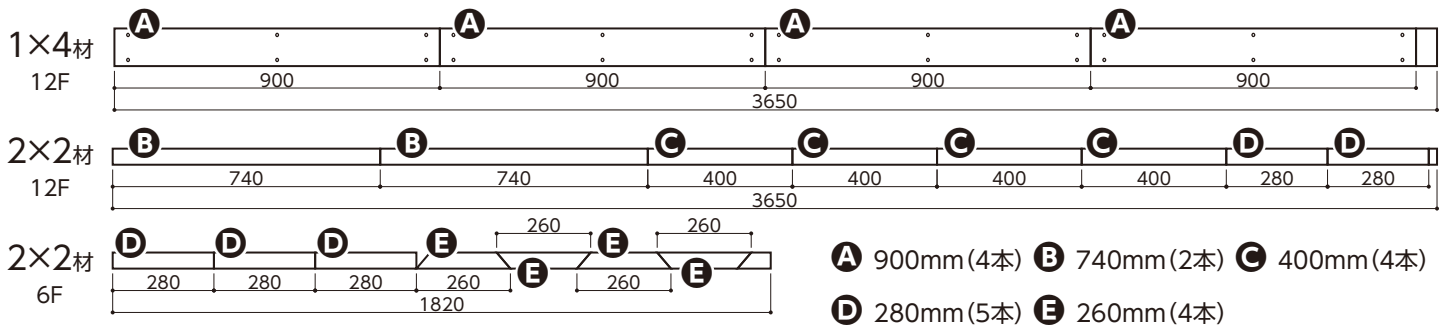 A A A A
1×4材
12F
900 900 900 900
3650
B B C C C C D D
2×2材
12F
740 740 400 400 400 400 280 280
3650
260 260
D D D E E
2×2材
E E
280 280 280 260 260
6F
1820
A 900mm(4本) B 740mm(2本) C 400mm(4本)
D 280mm(5本) E 260mm(4本)